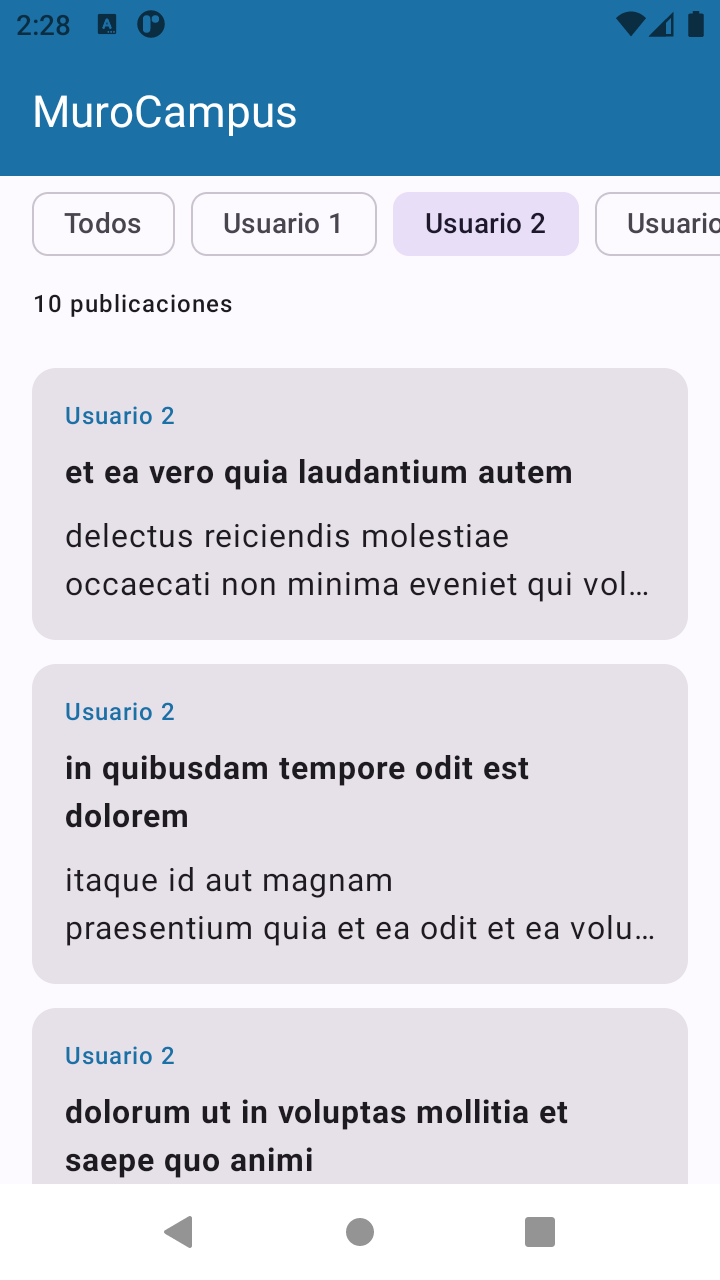 2:28
MuroCampus
Todos
Usuario 1
Usuario 2
Usuario
10 publicaciones
Usuario 2
et ea vero quia laudantium autem
delectus reiciendis molestiae
occaecati non minima eveniet qui vol…
Usuario 2
in quibusdam tempore odit est
dolorem
itaque id aut magnam
praesentium quia et ea odit et ea volu…
Usuario 2
dolorum ut in voluptas mollitia et
saepe quo animi